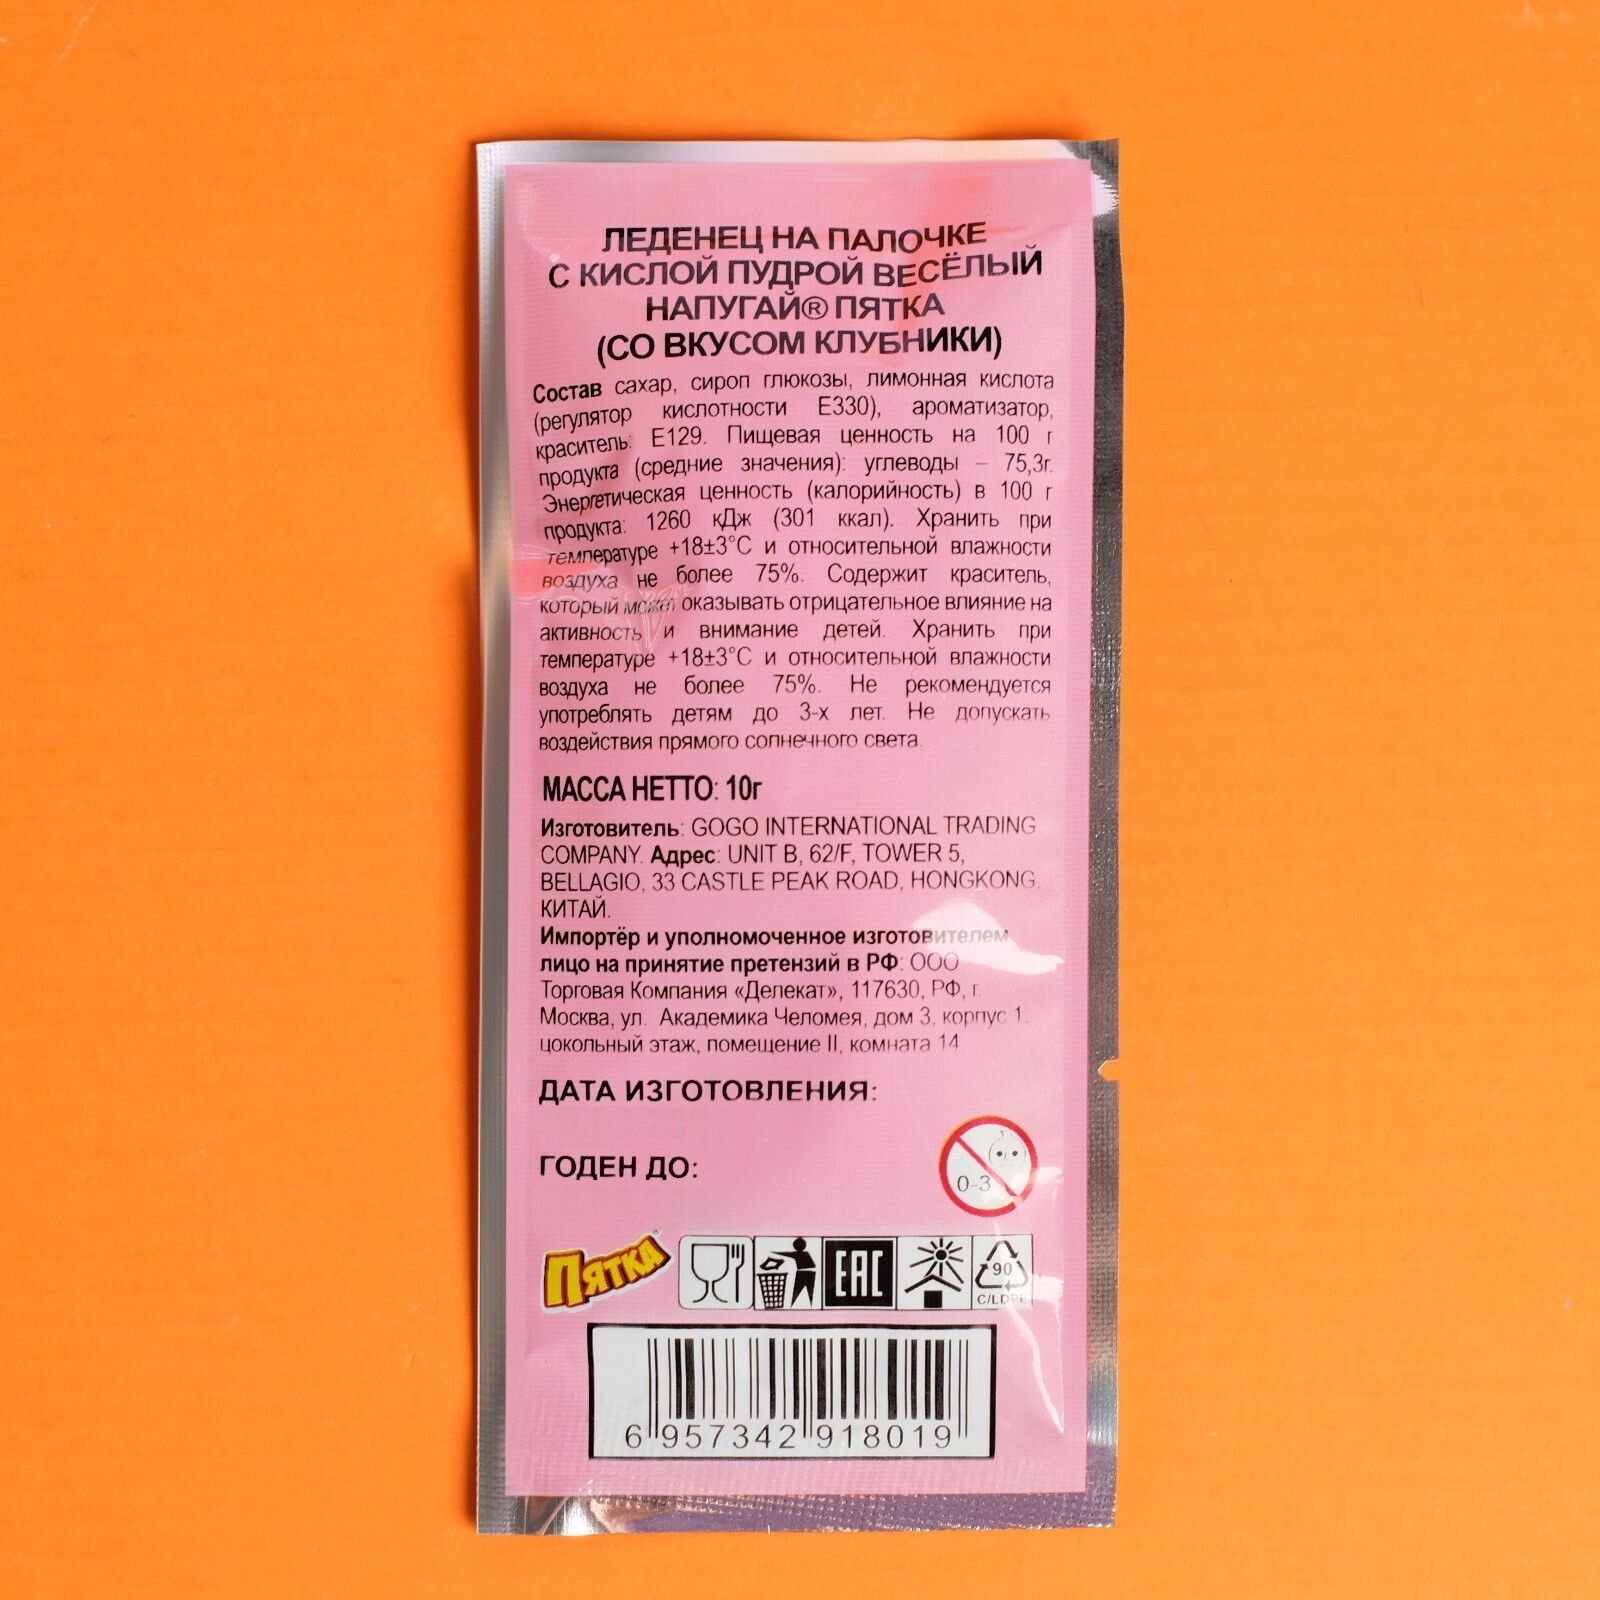 ЛЕДЕНЕЦ НА ПАЛОЧКЕ
С КИСЛОЙ ПУДРОЙ ВЕСЁЛЫЙ
НАПУГАЙ® ПЯТКА
(СО ВКУСОМ КЛУБНИКИ)
Состав сахар, сироп глюкозы, лимонная кислота
(регулятор кислотности Е330), ароматизатор,
краситель: Е129. Пищевая ценность на 100 г
продукта (средние значения): углеводы – 75,3г.
Энергетическая ценность (калорийность) в 100 г
продукта: 1260 кДж (301 ккал). Хранить при
температуре +18±3°С и относительной влажности
воздуха не более 75%. Содержит краситель,
который может оказывать отрицательное влияние на
активность и внимание детей. Хранить при
температуре +18±3°С и относительной влажности
воздуха не более 75%. Не рекомендуется
употреблять детям до 3-х лет. Не допускать
воздействия прямого солнечного света.
МАССА НЕТТО: 10г
Изготовитель: GOGO INTERNATIONAL TRADING
COMPANY. Адрес: UNIT B, 62/F, TOWER 5,
BELLAGIO, 33 CASTLE PEAK ROAD, HONGKONG,
КИТАЙ.
Импортёр и уполномоченное изготовителем
лицо на принятие претензий в РФ: ООО
Торговая Компания «Делекат», 117630, РФ, г.
Москва, ул. Академика Челомея, дом 3, корпус 1.
цокольный этаж, помещение II, комната 14
ДАТА ИЗГОТОВЛЕНИЯ:
ГОДЕН ДО:
0-3
ПЯТКА®
EAC
90
C/LDPE
6 957342 918019